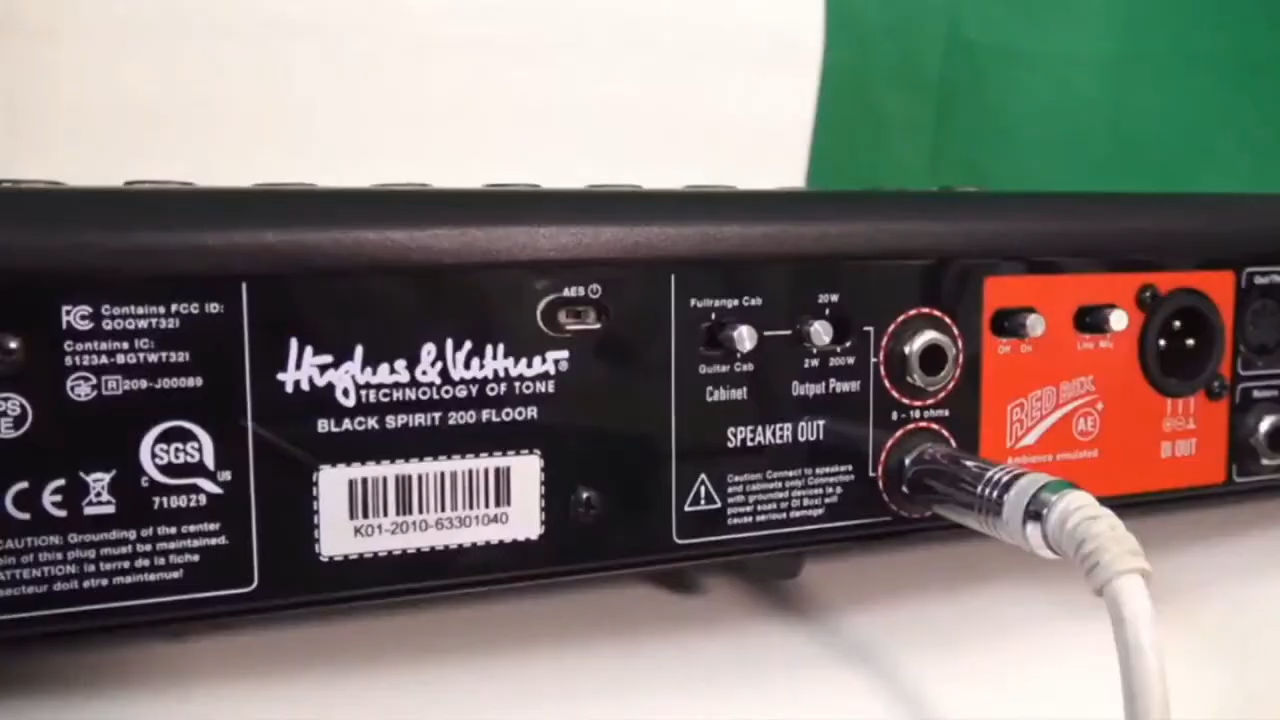 FC Contains FCC ID:
QOQWT32I
Contains IC:
5123A-BGTWT32I
R 209-J00089
PS
E
SGS
C US
710029
CE
CAUTION: Grounding of the center
pin of this plug must be maintained.
ATTENTION: la terre de la fiche
secteur doit etre maintenue!
AES
Hughes & Kettner®
TECHNOLOGY OF TONE
BLACK SPIRIT 200 FLOOR
K01-2010-63301040
Fullrange Cab
Guitar Cab
Cabinet
20W
2W 200W
Output Power
SPEAKER OUT
Caution: Connect to speakers
and cabinets only! Connection
with grounded devices (e.g.
power soak or DI Box) will
cause serious damage!
8 - 16 ohms
Off On
Line Mic
RED BOX
AE+
Ambience emulated
DI OUT